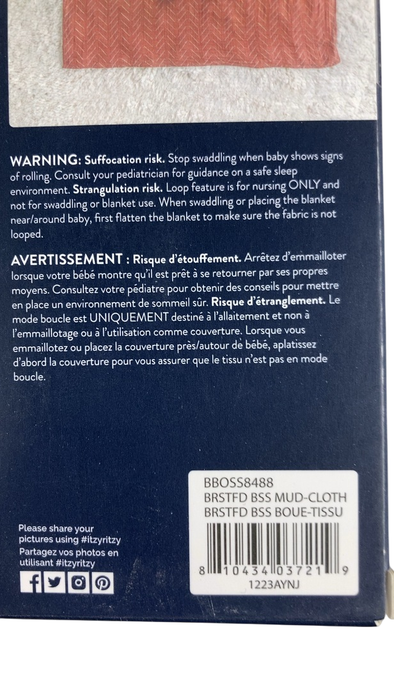 WARNING: Suffocation risk. Stop swaddling when baby shows signs
of rolling. Consult your pediatrician for guidance on a safe sleep
environment. Strangulation risk. Loop feature is for nursing ONLY and
not for swaddling or blanket use. When swaddling or placing the blanket
near/around baby, first flatten the blanket to make sure the fabric is not
looped.
AVERTISSEMENT : Risque d'étouffement. Arrêtez d'emmailloter
lorsque votre bébé montre qu'il est prêt à se retourner par ses propres
moyens. Consultez votre pédiatre pour obtenir des conseils pour mettre
en place un environnement de sommeil sûr. Risque d'étranglement. Le
mode boucle est UNIQUEMENT destiné à l'allaitement et non à
l'emmaillotage ou à l'utilisation comme couverture. Lorsque vous
emmaillotez ou placez la couverture près/autour de bébé, aplatissez
d'abord la couverture pour vous assurer que le tissu n'est pas en mode
boucle.
Please share your
pictures using #itzyritzy
Partagez vos photos en
utilisant #itzyritzy
BBOSS8488
BRSTFD BSS MUD-CLOTH
BRSTFD BSS BOUE-TISSU
8 10434 03721 9
1223AYNJ